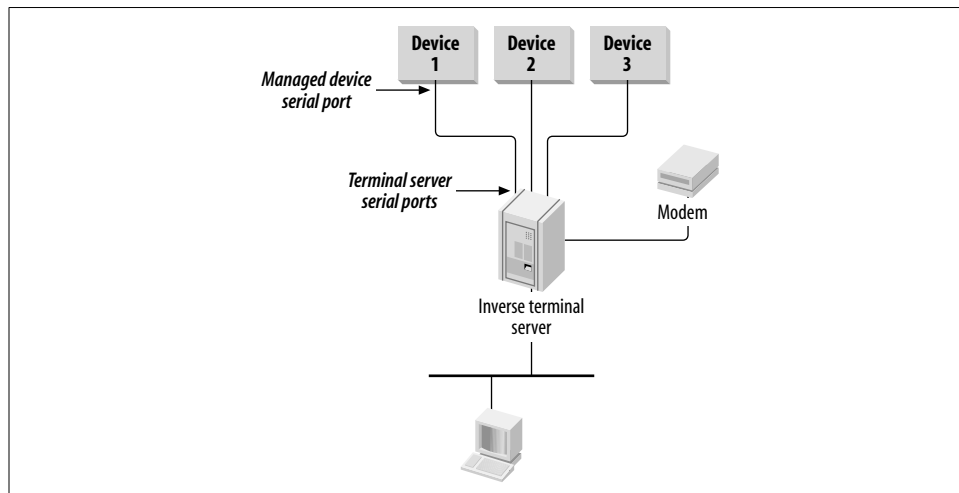 Device
1
Device
2
Device
3
Managed device
serial port
Terminal server
serial ports
Modem
Inverse terminal
server